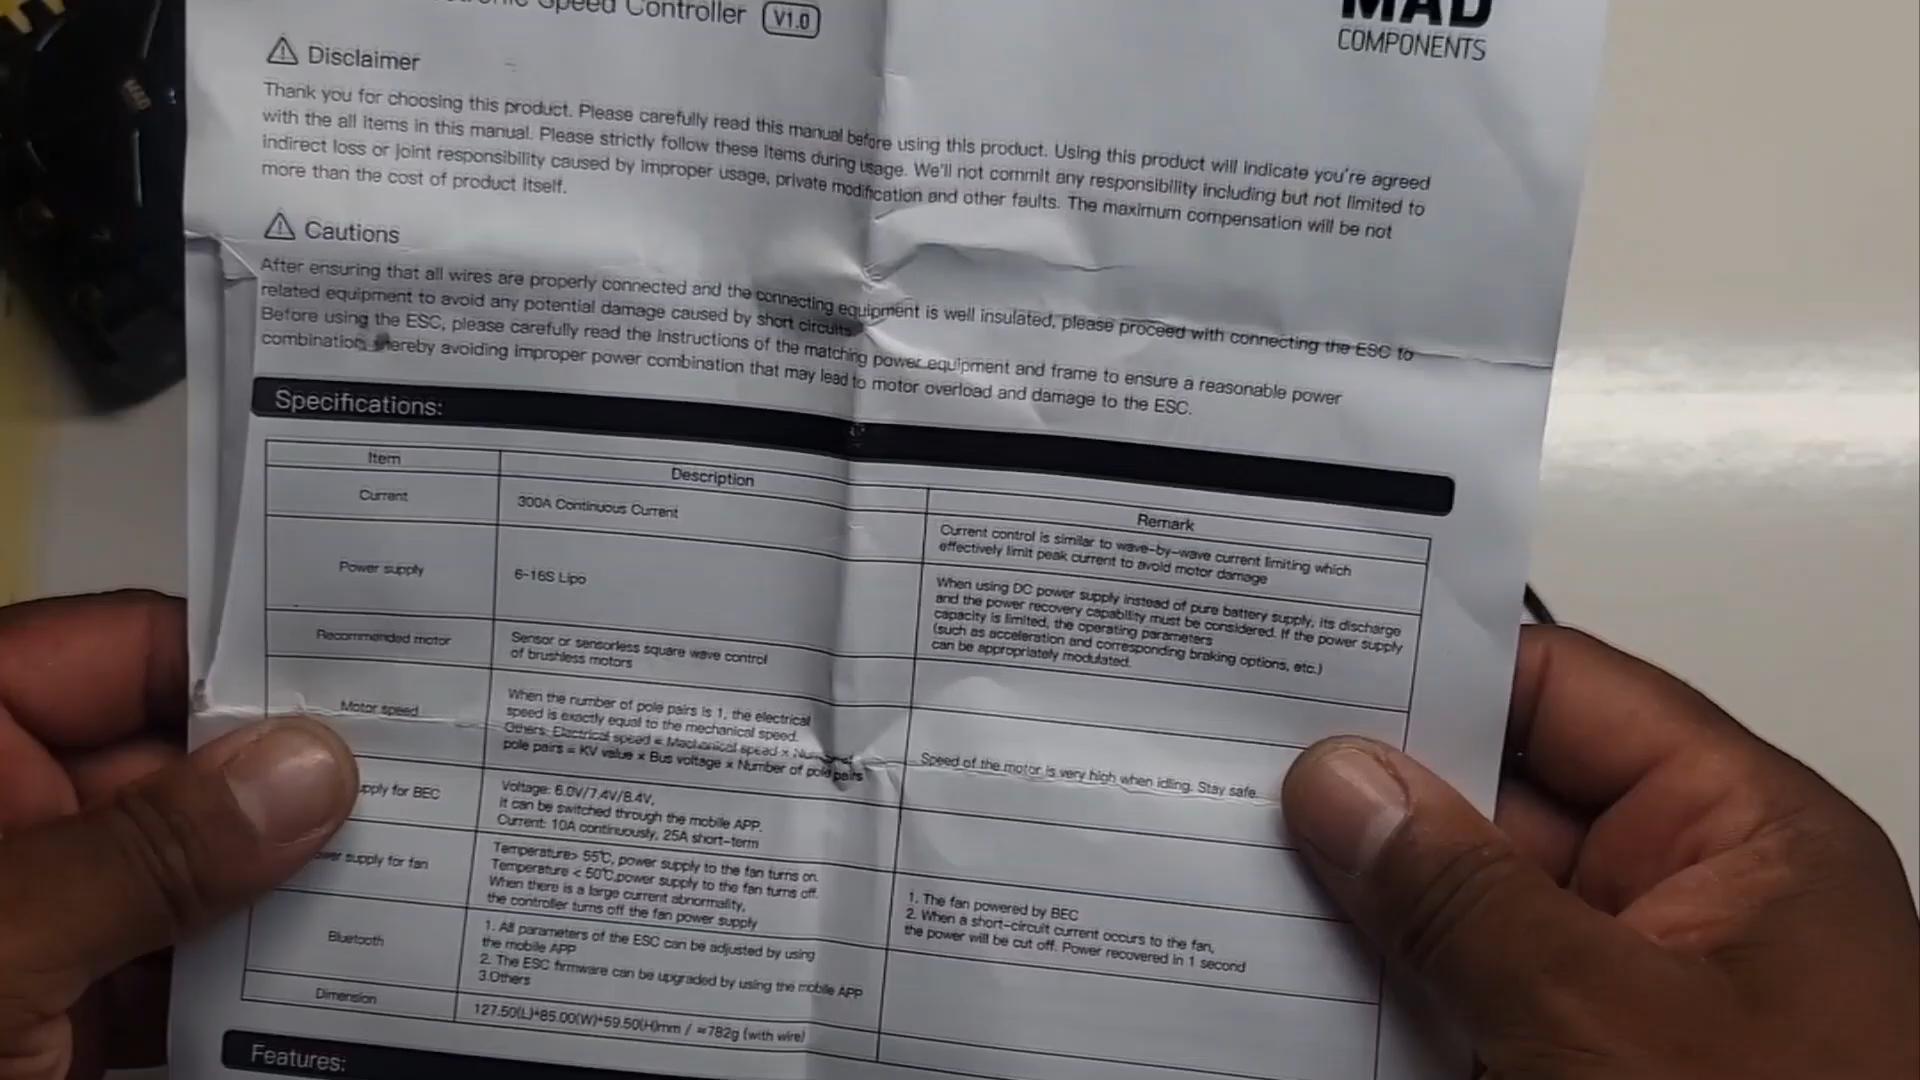 Speed Controller V1.0
MAD
COMPONENTS
Disclaimer
Thank you for choosing this product. Please carefully read this manual before using this product. Using this product will indicate you're agreed
with the all items in this manual. Please strictly follow these items during usage. We'll not commit any responsibility including but not limited to
indirect loss or joint responsibility caused by improper usage, private modification and other faults. The maximum compensation will be not
more than the cost of product itself.
Cautions
After ensuring that all wires are properly connected and the connecting equipment is well insulated, please proceed with connecting the ESC to
related equipment to avoid any potential damage caused by short circuits.
Before using the ESC, please carefully read the instructions of the matching power equipment and frame to ensure a reasonable power
combination, thereby avoiding improper power combination that may lead to motor overload and damage to the ESC.
Specifications:
Item
Description
Remark
Current
300A Continuous Current
Current control is similar to wave-by-wave current limiting which
effectively limit peak current to avoid motor damage
Power supply
6-16S Lipo
When using DC power supply instead of pure battery supply, its discharge
and the power recovery capability must be considered. If the power supply
capacity is limited, the operating parameters
(such as acceleration and corresponding braking options, etc.)
can be appropriately modulated.
Recommended motor
Sensor or sensorless square wave control
of brushless motors
Motor speed
When the number of pole pairs is 1, the electrical
speed is exactly equal to the mechanical speed.
Others: Electrical speed = Mechanical speed × Number of
pole pairs = KV value × Bus voltage × Number of pole pairs
Speed of the motor is very high when idling. Stay safe.
for BEC
Voltage: 6.0V/7.4V/8.4V,
it can be switched through the mobile APP.
Current: 10A continuously, 25A short-term
supply for fan
Temperature> 55℃, power supply to the fan turns on.
Temperature < 50℃,power supply to the fan turns off.
When there is a large current abnormality,
the controller turns off the fan power supply
1. The fan powered by BEC
2. When a short-circuit current occurs to the fan,
the power will be cut off. Power recovered in 1 second
Bluetooth
1. All parameters of the ESC can be adjusted by using
the mobile APP
2. The ESC firmware can be upgraded by using the mobile APP
3.Others
Dimension
127.50(L)*85.00(W)*59.50(H)mm / ≈782g (with wire)
Features: